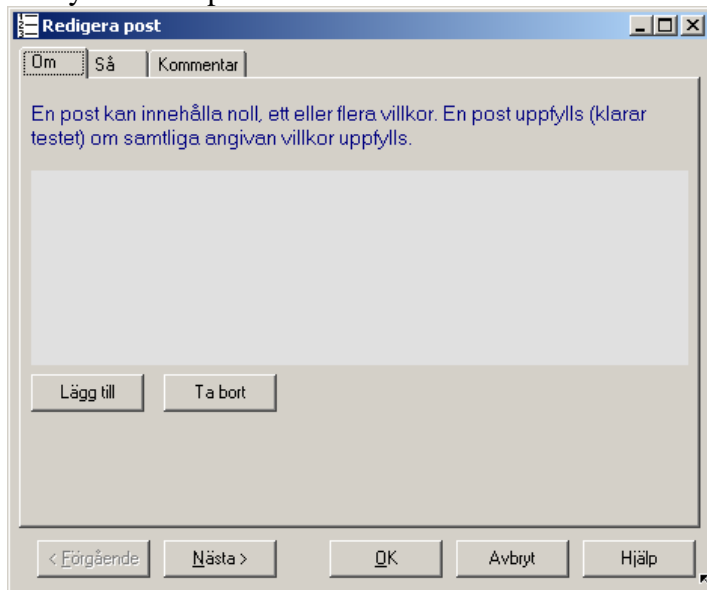 Redigera post
Om Så Kommentar
En post kan innehålla noll, ett eller flera villkor. En post uppfylls (klarar
testet) om samtliga angivan villkor uppfylls.
Lägg till Ta bort
< Förgående Nästa > OK Avbryt Hjälp